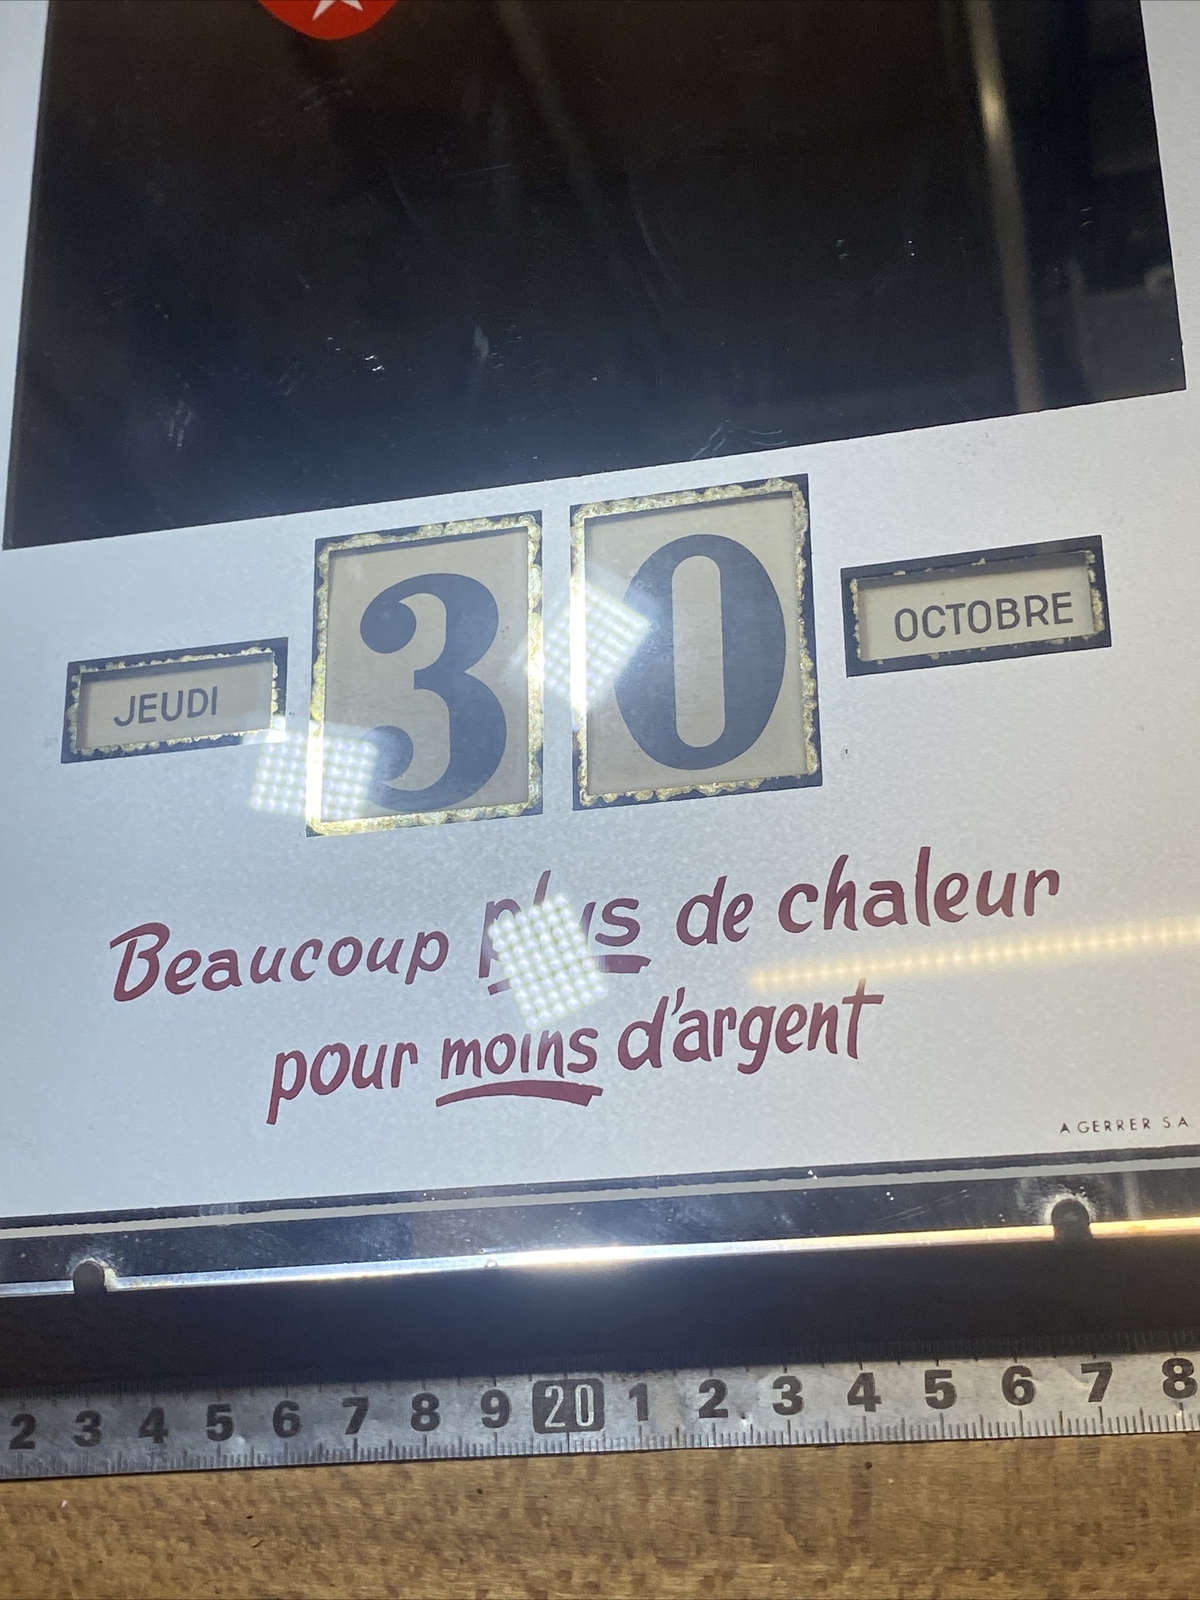 JEUDI 30 OCTOBRE
Beaucoup plus de chaleur
pour moins d'argent
A.GERRER S.A.
2 3 4 5 6 7 8 9 20 1 2 3 4 5 6 7 8